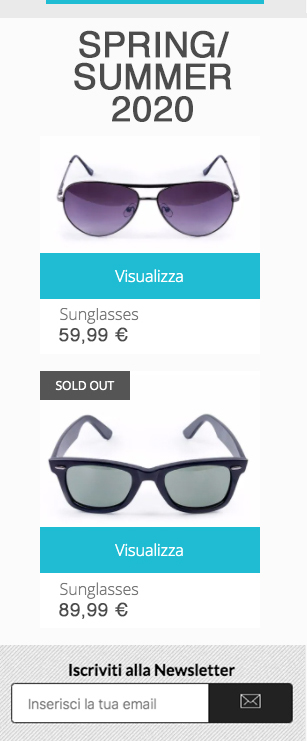 SPRING/
SUMMER
2020
Visualizza
Sunglasses
59,99 €
SOLD OUT
Visualizza
Sunglasses
89,99 €
Iscriviti alla Newsletter
Inserisci la tua email